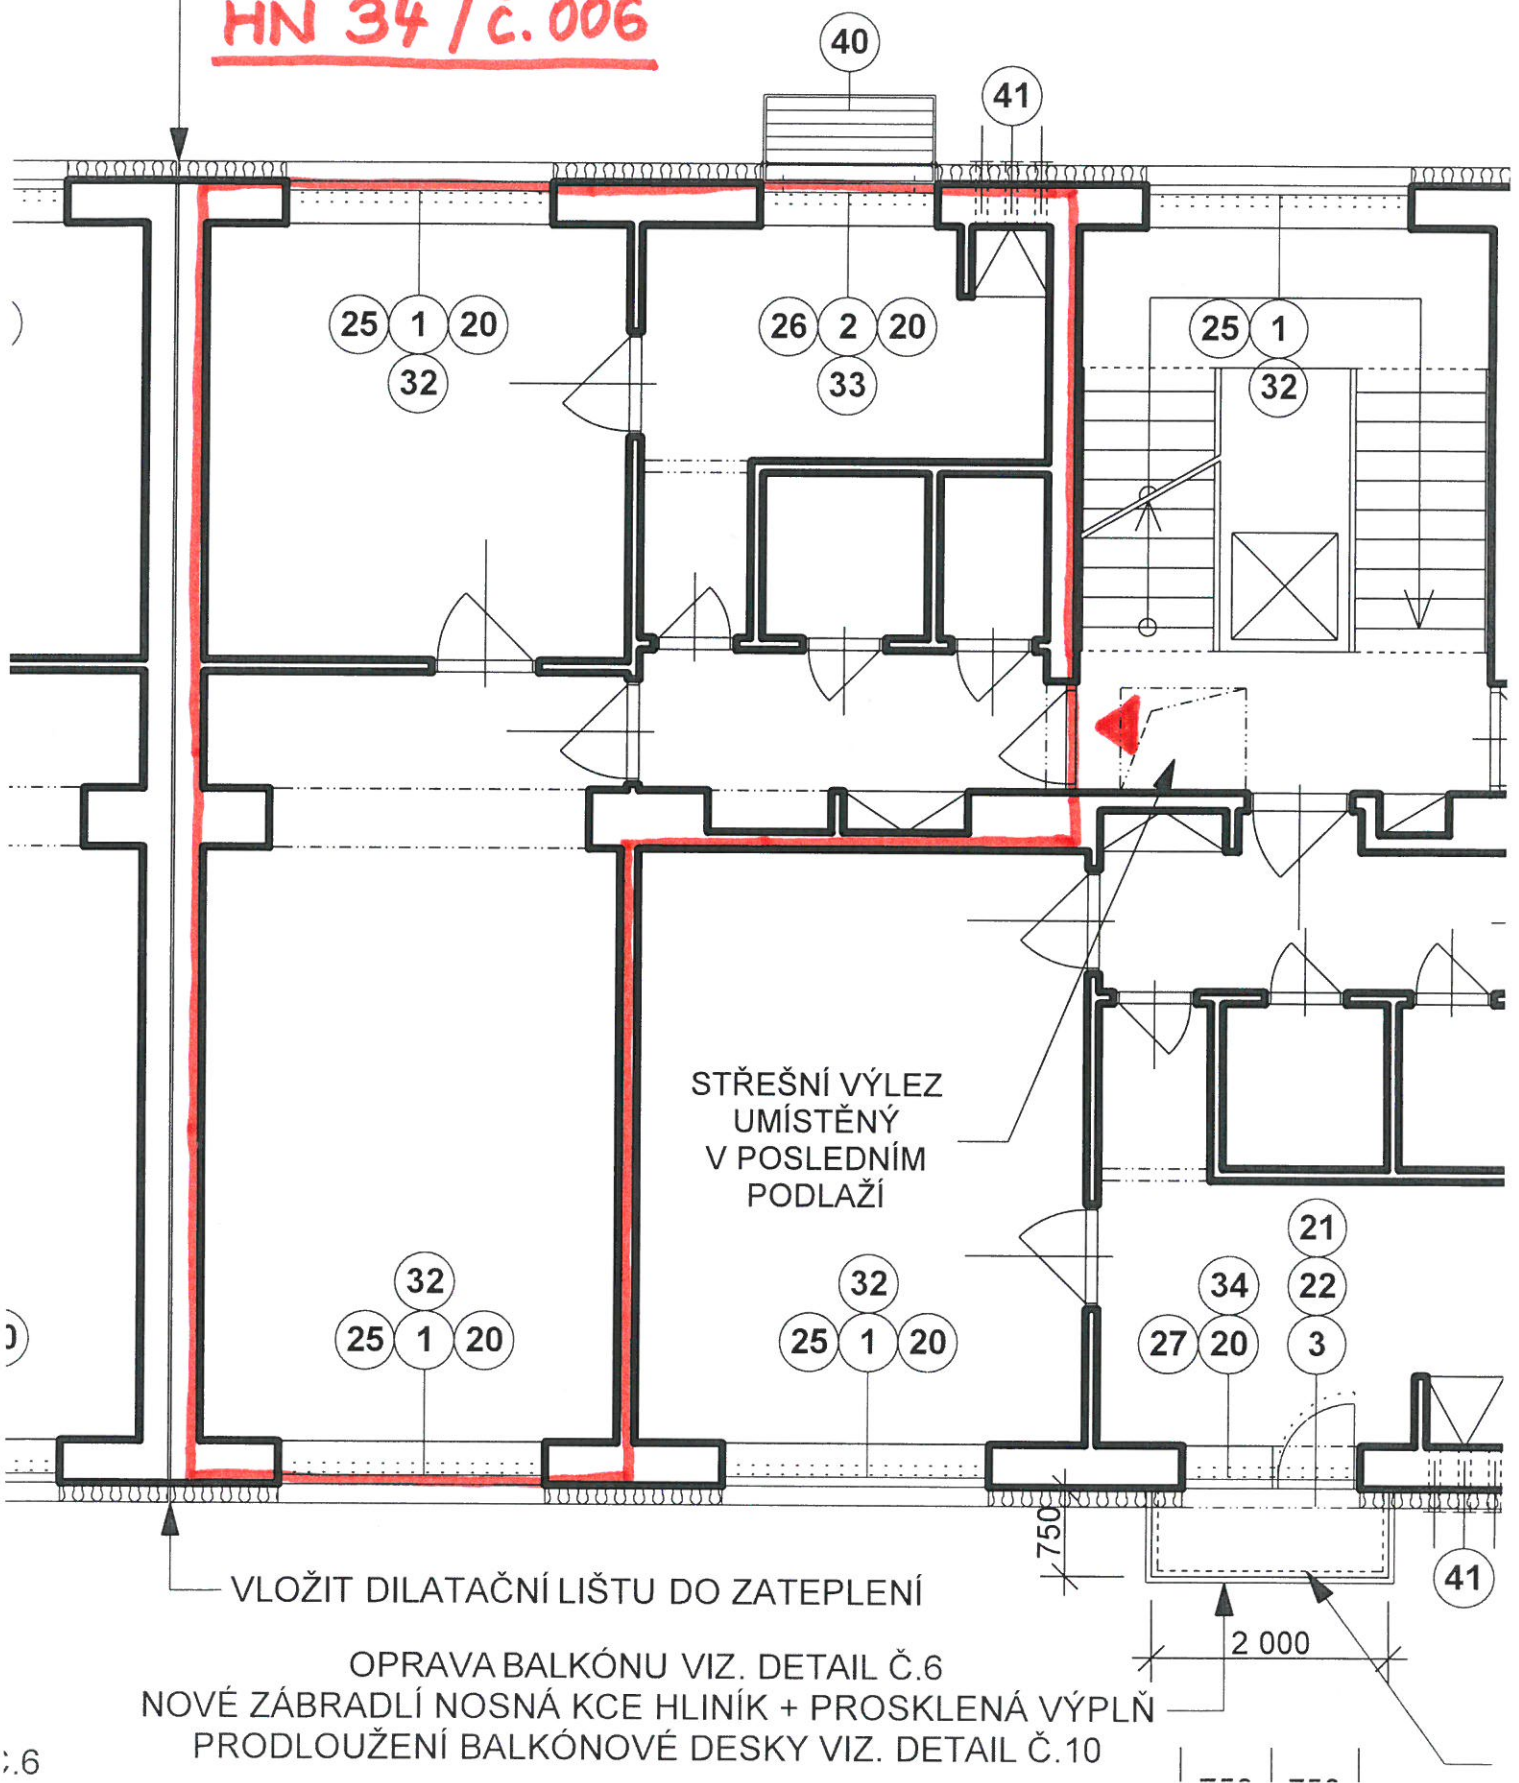 HN 34 / č. 006
40
41
25 1 20
32
26 2 20
33
25 1
32
STŘEŠNÍ VÝLEZ
UMÍSTĚNÝ
V POSLEDNÍM
PODLAŽÍ
32
25 1 20
32
25 1 20
21
34 22
27 20 3
750
41
VLOŽIT DILATAČNÍ LIŠTU DO ZATEPLENÍ
2 000
OPRAVA BALKÓNU VIZ. DETAIL Č.6
NOVÉ ZÁBRADLÍ NOSNÁ KCE HLINÍK + PROSKLENÁ VÝPLŇ
PRODLOUŽENÍ BALKÓNOVÉ DESKY VIZ. DETAIL Č.10
.6